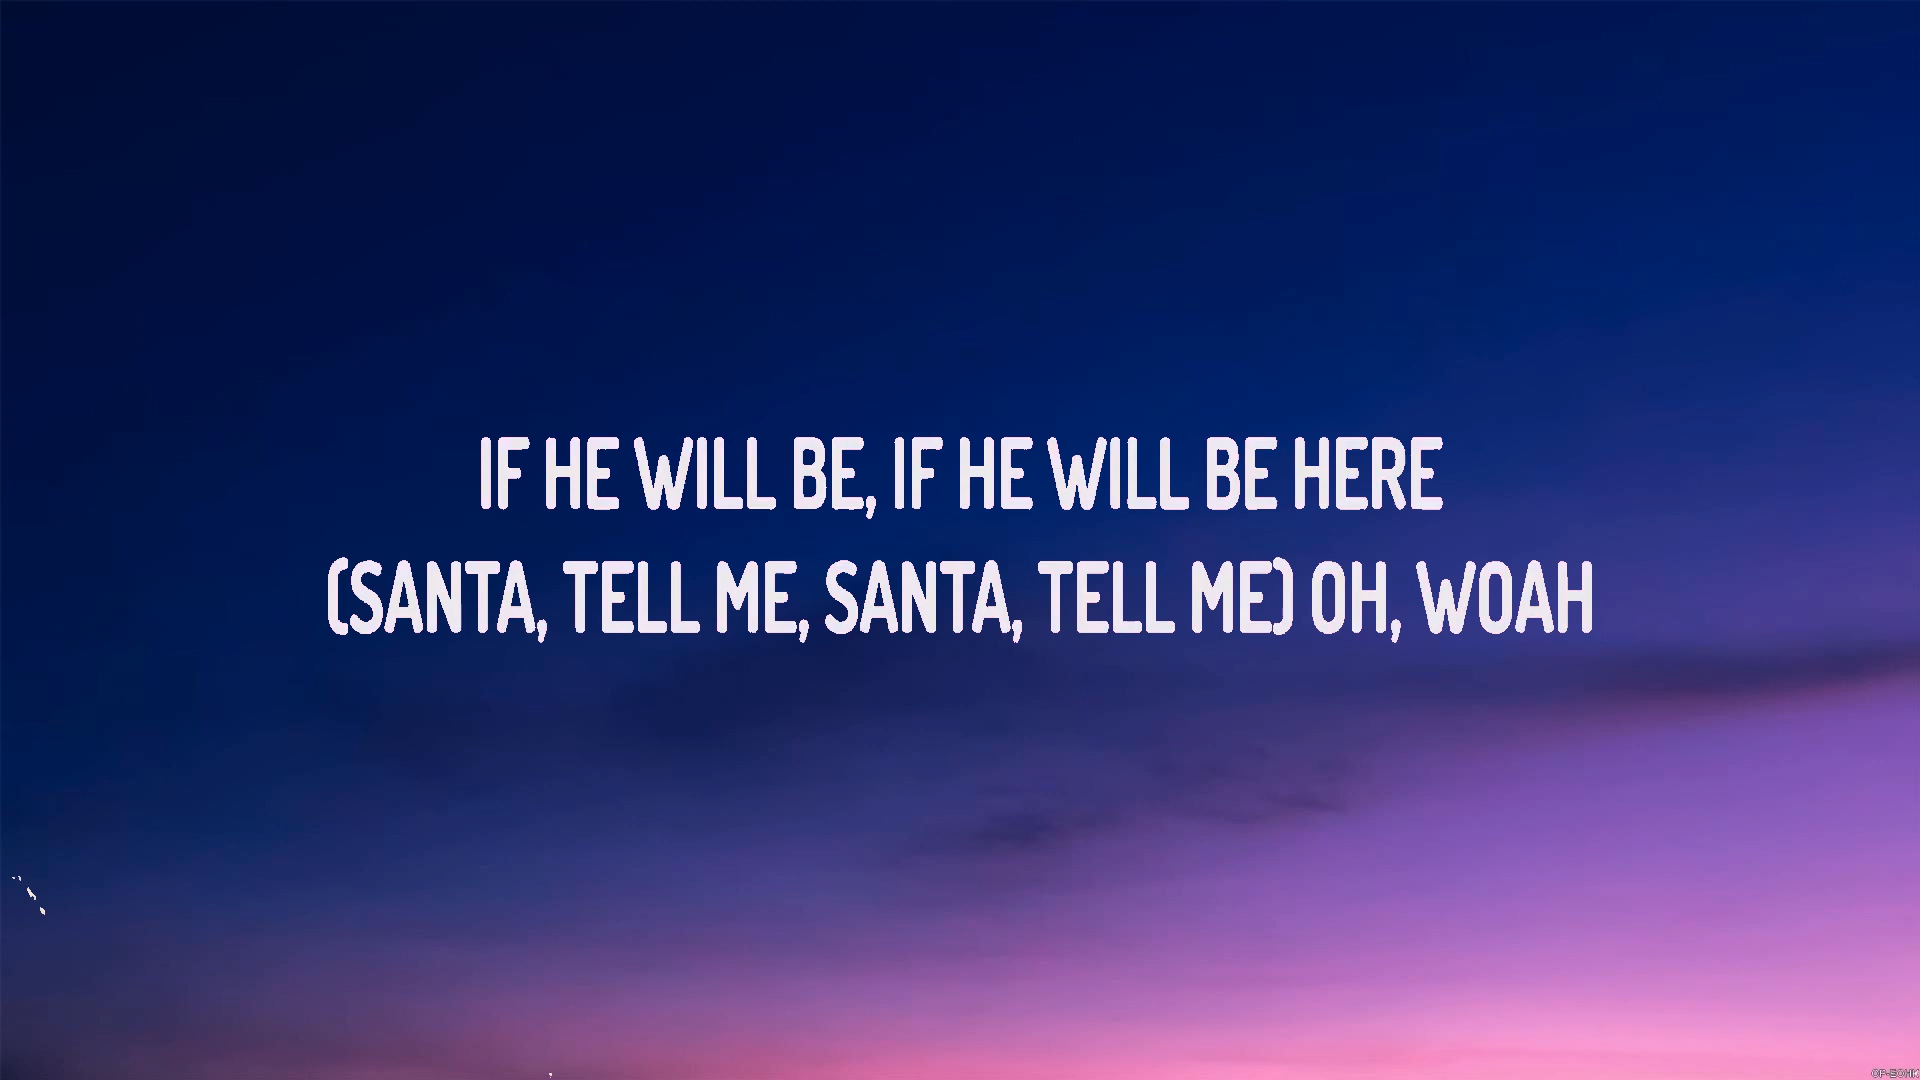 IF HE WILL BE, IF HE WILL BE HERE
(SANTA, TELL ME, SANTA, TELL ME) OH, WOAH